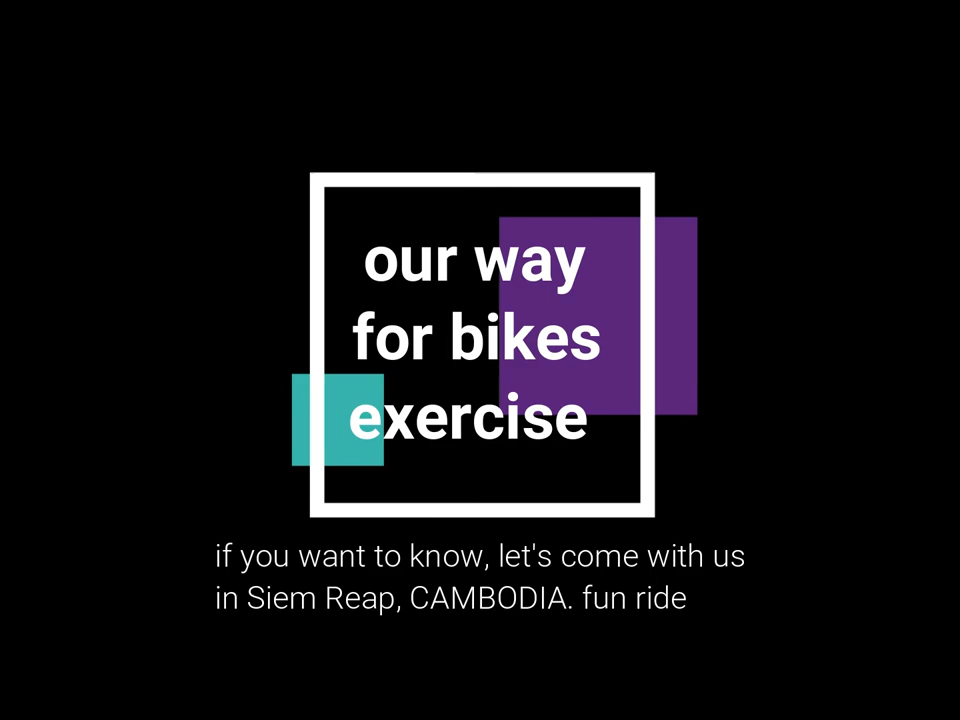 our way
for bikes
exercise
if you want to know, let's come with us
in Siem Reap, CAMBODIA. fun ride